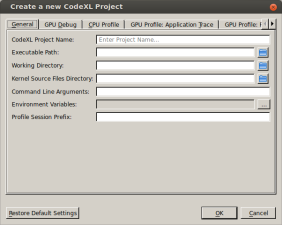 Create a new CodeXL Project
General GPU Debug CPU Profile GPU Profile: Application Trace GPU Profile:
CodeXL Project Name: Enter Project Name...
Executable Path:
Working Directory:
Kernel Source Files Directory:
Command Line Arguments:
Environment Variables: ...
Profile Session Prefix:
Restore Default Settings OK Cancel